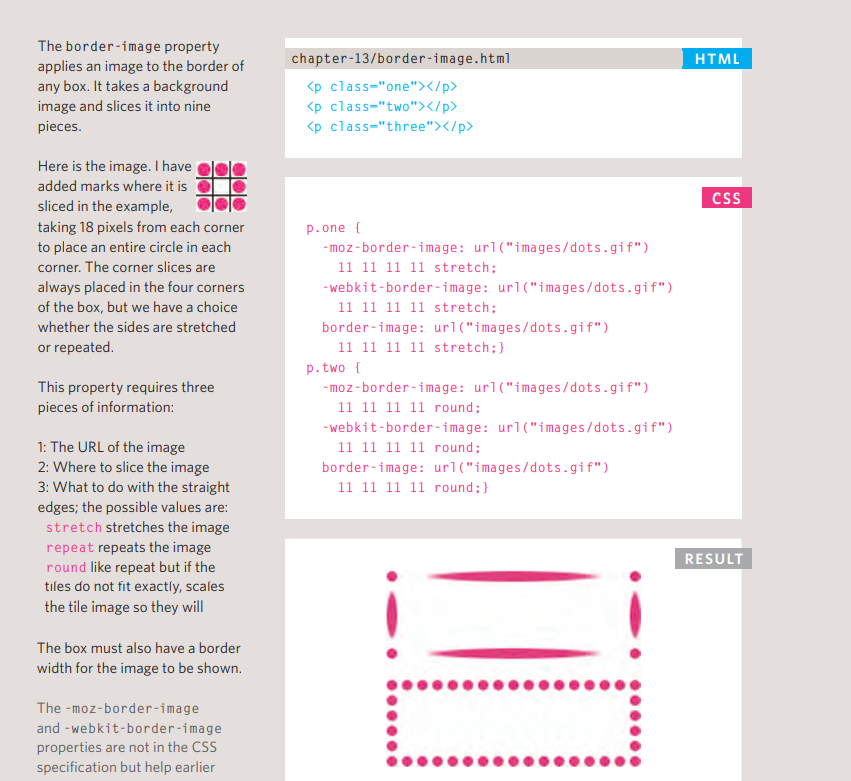 The border-image property
applies an image to the border of
any box. It takes a background
image and slices it into nine
pieces.
Here is the image. I have
added marks where it is
sliced in the example,
taking 18 pixels from each corner
to place an entire circle in each
corner. The corner slices are
always placed in the four corners
of the box, but we have a choice
whether the sides are stretched
or repeated.
This property requires three
pieces of information:
1: The URL of the image
2: Where to slice the image
3: What to do with the straight
edges; the possible values are:
stretch stretches the image
repeat repeats the image
round like repeat but if the
tiles do not fit exactly, scales
the tile image so they will
The box must also have a border
width for the image to be shown.
The -moz-border-image
and -webkit-border-image
properties are not in the CSS
specification but help earlier
chapter-13/border-image.html
HTML
<p class="one"></p>
<p class="two"></p>
<p class="three"></p>
CSS
p.one {
-moz-border-image: url("images/dots.gif")
11 11 11 11 stretch;
-webkit-border-image: url("images/dots.gif")
11 11 11 11 stretch;
border-image: url("images/dots.gif")
11 11 11 11 stretch;}
p.two {
-moz-border-image: url("images/dots.gif")
11 11 11 11 round;
-webkit-border-image: url("images/dots.gif")
11 11 11 11 round;
border-image: url("images/dots.gif")
11 11 11 11 round;}
RESULT